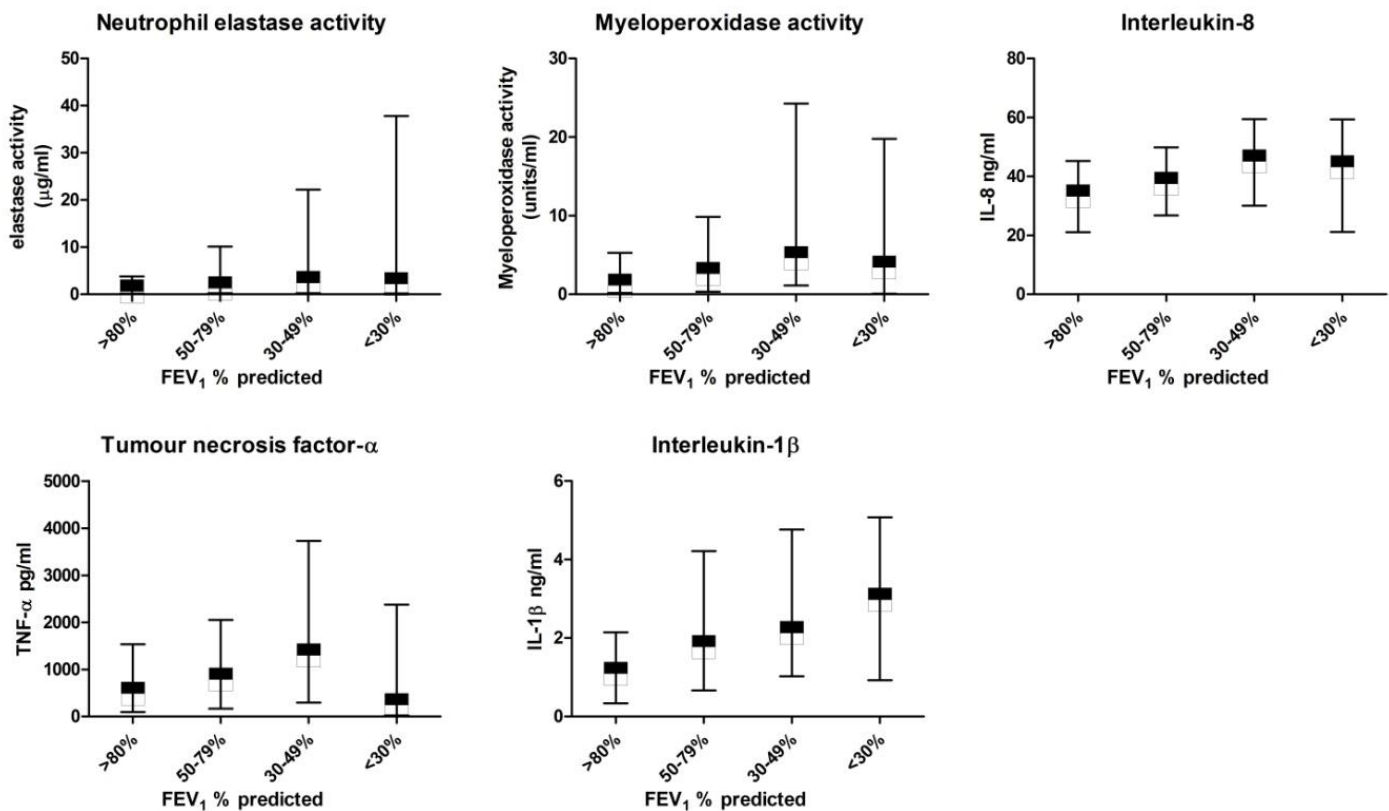 Neutrophil elastase activity
elastase activity
(μg/ml)
50
40
30
20
10
0
>80%
50-79%
30-49%
<30%
FEV1 % predicted
Myeloperoxidase activity
Myeloperoxidase activity
(units/ml)
30
20
10
0
>80%
50-79%
30-49%
<30%
FEV1 % predicted
Interleukin-8
IL-8 ng/ml
80
60
40
20
0
>80%
50-79%
30-49%
<30%
FEV1 % predicted
Tumour necrosis factor-α
TNF-α pg/ml
5000
4000
3000
2000
1000
0
>80%
50-79%
30-49%
<30%
FEV1 % predicted
Interleukin-1β
IL-1β ng/ml
6
4
2
0
>80%
50-79%
30-49%
<30%
FEV1 % predicted